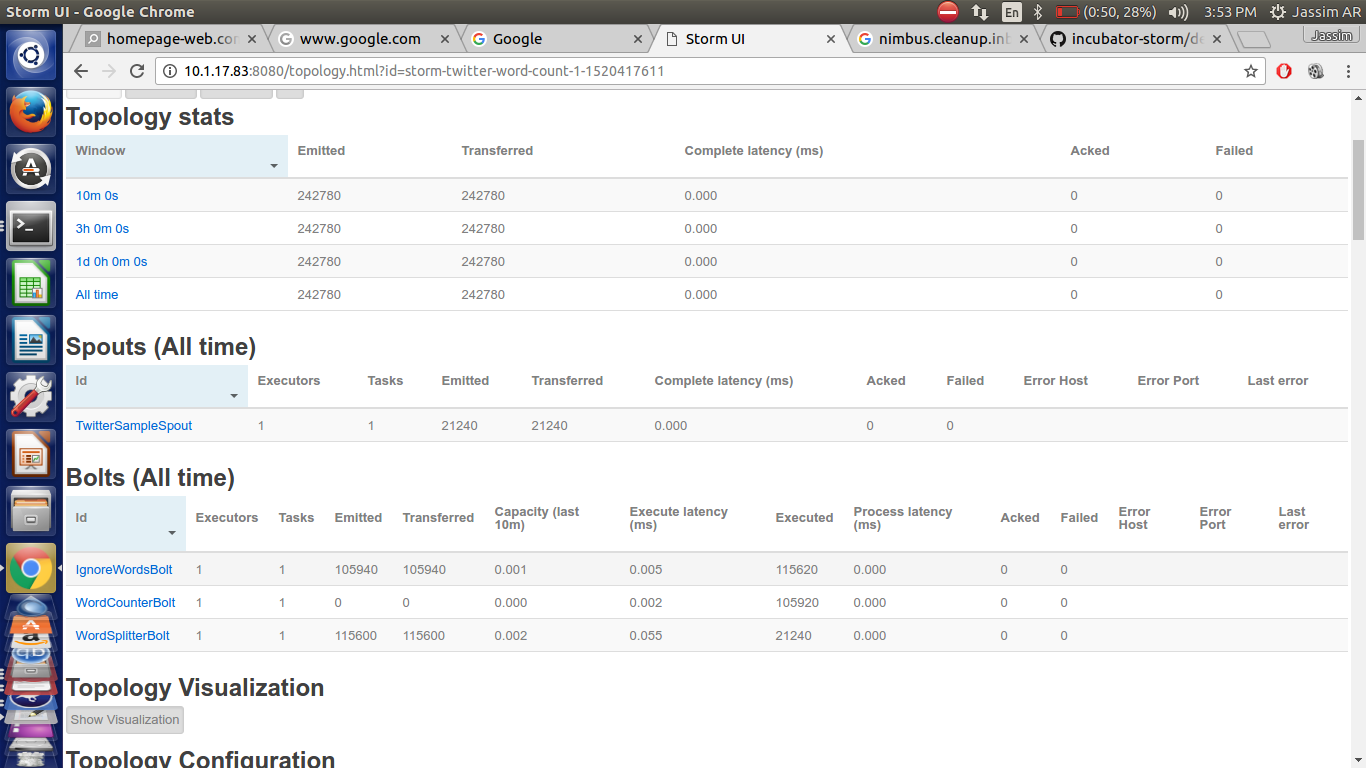 Storm UI - Google Chrome
En
(0:50, 28%)
3:53 PM
Jassim AR
homepage-web.com
www.google.com
Google
Storm UI
nimbus.cleanup.int
incubator-storm/de
Jassim
10.1.17.83:8080/topology.html?id=storm-twitter-word-count-1-1520417611
Topology stats
Window Emitted Transferred Complete latency (ms) Acked Failed
10m 0s 242780 242780 0.000 0 0
3h 0m 0s 242780 242780 0.000 0 0
1d 0h 0m 0s 242780 242780 0.000 0 0
All time 242780 242780 0.000 0 0
Spouts (All time)
Id Executors Tasks Emitted Transferred Complete latency (ms) Acked Failed Error Host Error Port Last error
TwitterSampleSpout 1 1 21240 21240 0.000 0 0
Bolts (All time)
Id Executors Tasks Emitted Transferred Capacity (last 10m) Execute latency (ms) Executed Process latency (ms) Acked Failed Error Host Error Port Last error
IgnoreWordsBolt 1 1 105940 105940 0.001 0.005 115620 0.000 0 0
WordCounterBolt 1 1 0 0 0.000 0.002 105920 0.000 0 0
WordSplitterBolt 1 1 115600 115600 0.002 0.055 21240 0.000 0 0
Topology Visualization
Show Visualization
Topology Configuration